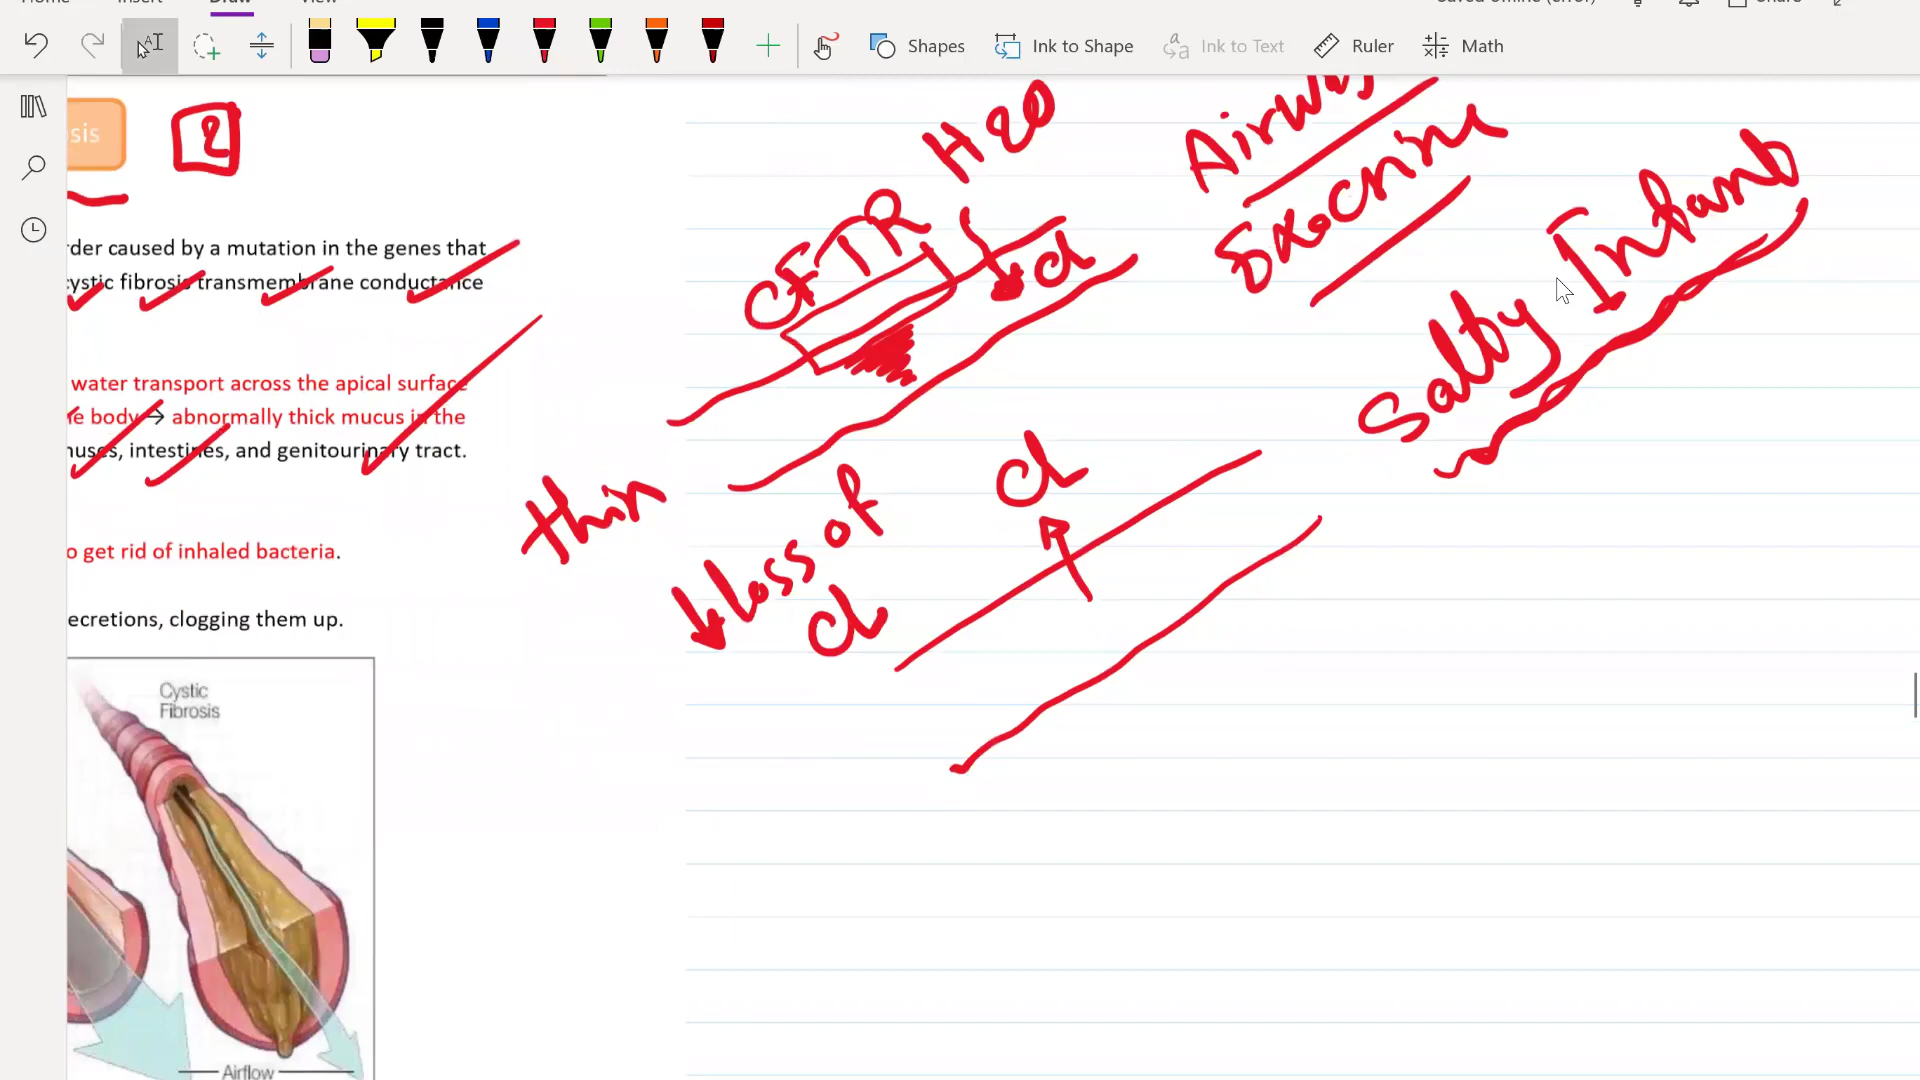 Draw
Shapes
Ink to Shape
Ink to Text
Ruler
Math
sis
2
rder caused by a mutation in the genes that
cystic fibrosis transmembrane conductance
water transport across the apical surface
e body → abnormally thick mucus in the
nuses, intestines, and genitourinary tract.
o get rid of inhaled bacteria.
ecretions, clogging them up.
Cystic
Fibrosis
Airflow
H2O
CFTR
cl
Airways
Exocrine
Salty Infant
thin
↓ loss of
cl
cl